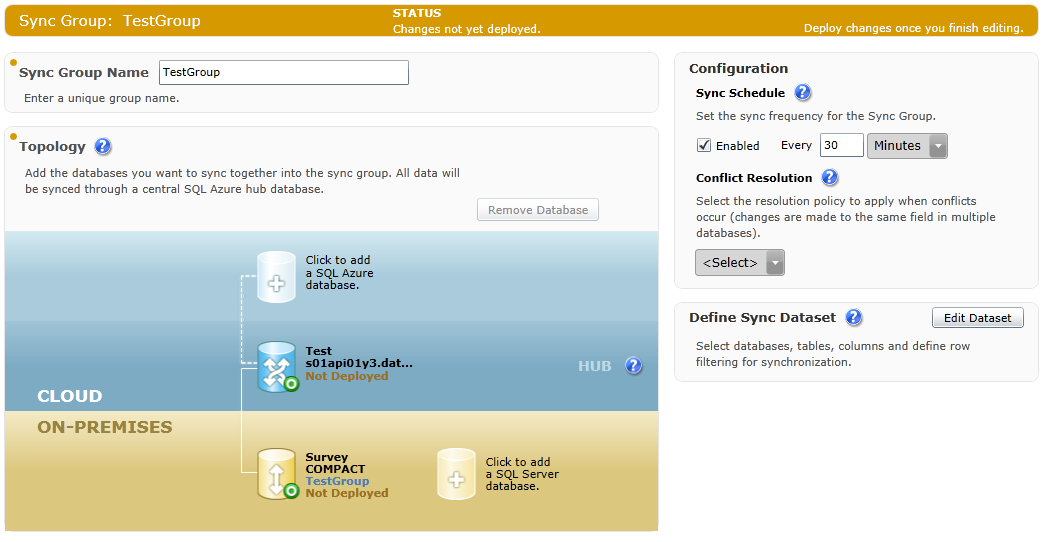 Sync Group: TestGroup
STATUS
Changes not yet deployed.
Deploy changes once you finish editing.
Sync Group Name
TestGroup
Enter a unique group name.
Topology ?
Add the databases you want to sync together into the sync group. All data will
be synced through a central SQL Azure hub database.
Remove Database
Click to add
a SQL Azure
database.
Test
s01api01y3.dat...
Not Deployed
HUB ?
CLOUD
ON-PREMISES
Survey
COMPACT
TestGroup
Not Deployed
Click to add
a SQL Server
database.
Configuration
Sync Schedule ?
Set the sync frequency for the Sync Group.
Enabled Every 30 Minutes
Conflict Resolution ?
Select the resolution policy to apply when conflicts
occur (changes are made to the same field in multiple
databases).
<Select>
Define Sync Dataset ?
Edit Dataset
Select databases, tables, columns and define row
filtering for synchronization.